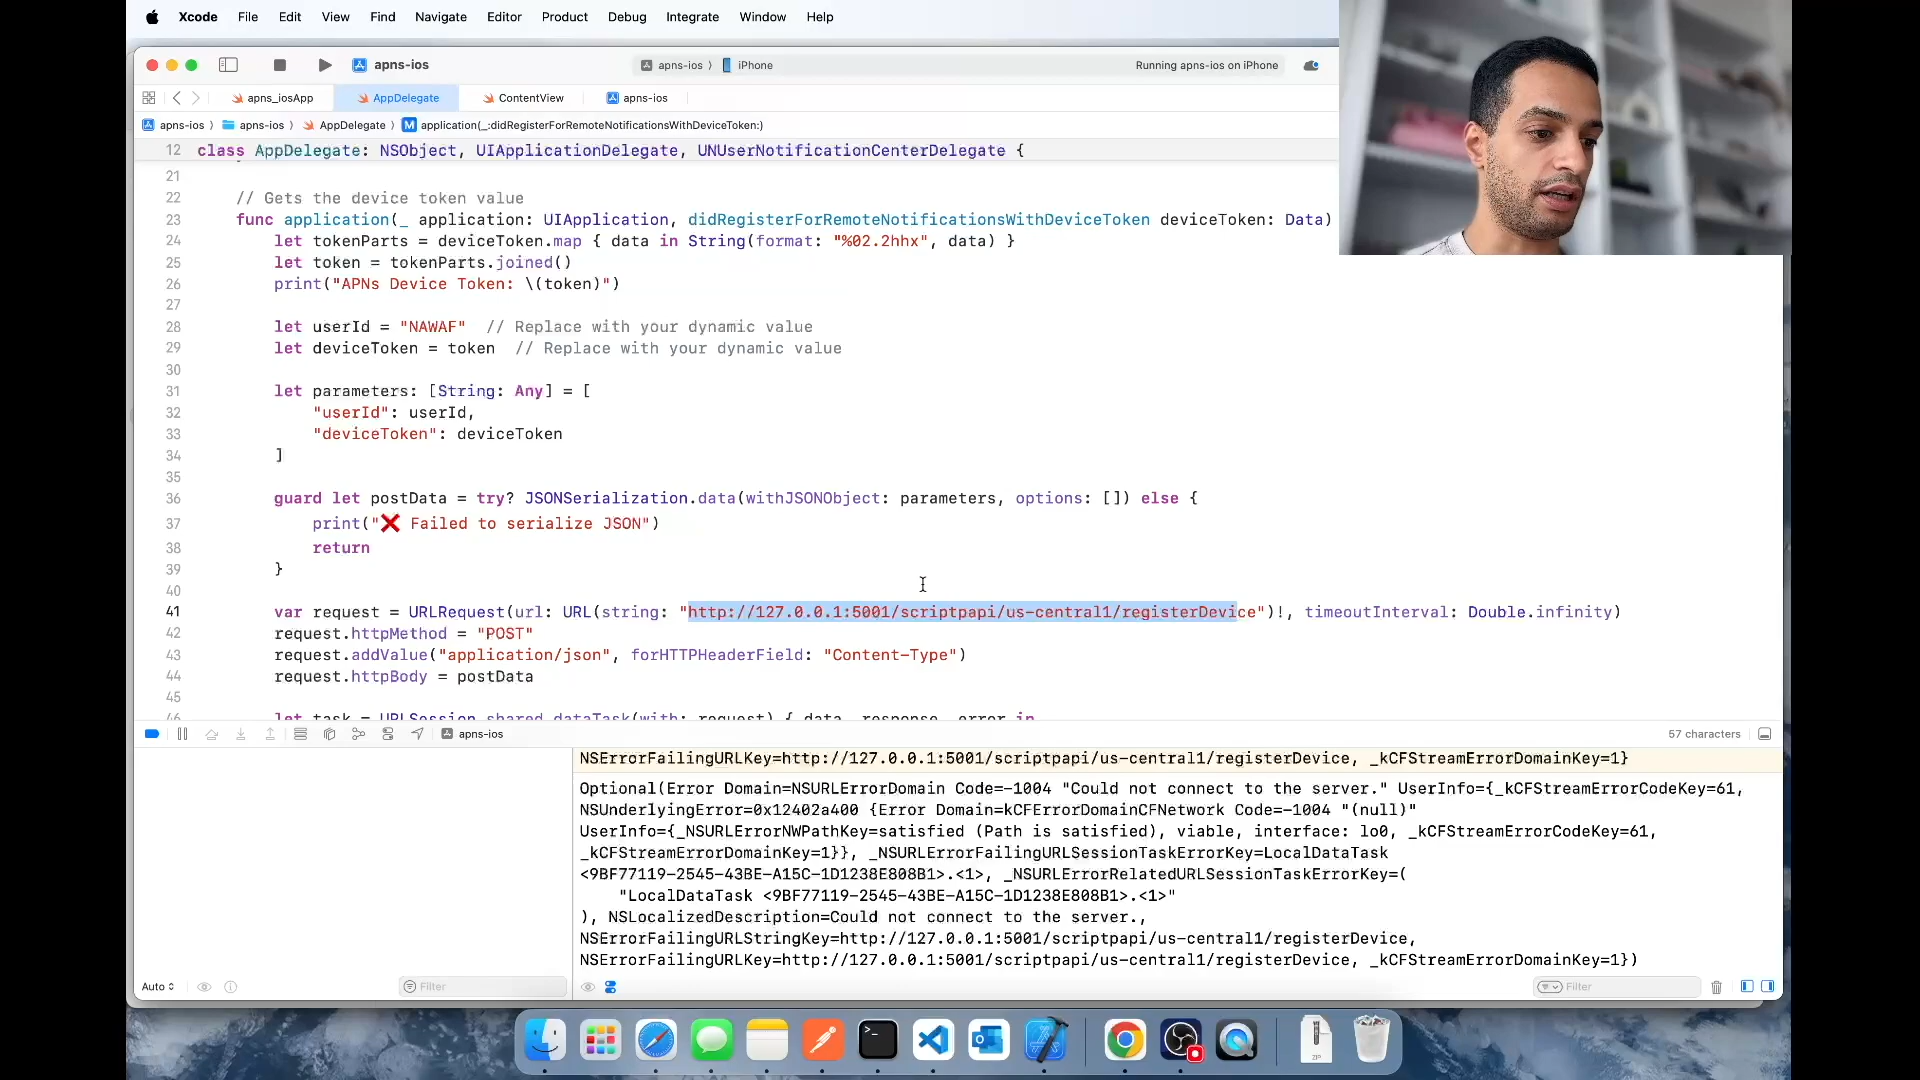 Xcode File Edit View Find Navigate Editor Product Debug Integrate Window Help
apns-ios
apns-ios 〉 iPhone
Running apns-ios on iPhone
apns_iosApp
AppDelegate
ContentView
apns-ios
apns-ios 〉 apns-ios 〉 AppDelegate 〉 M application(_:didRegisterForRemoteNotificationsWithDeviceToken:)
12 class AppDelegate: NSObject, UIApplicationDelegate, UNUserNotificationCenterDelegate {
21
22 // Gets the device token value
23 func application(_ application: UIApplication, didRegisterForRemoteNotificationsWithDeviceToken deviceToken: Data)
24 let tokenParts = deviceToken.map { data in String(format: "%02.2hhx", data) }
25 let token = tokenParts.joined()
26 print("APNs Device Token: \(token)")
27
28 let userId = "NAWAF" // Replace with your dynamic value
29 let deviceToken = token // Replace with your dynamic value
30
31 let parameters: [String: Any] = [
32 "userId": userId,
33 "deviceToken": deviceToken
34 ]
35
36 guard let postData = try? JSONSerialization.data(withJSONObject: parameters, options: []) else {
37 print("❌ Failed to serialize JSON")
38 return
39 }
40
41 var request = URLRequest(url: URL(string: "http://127.0.0.1:5001/scriptpapi/us-central1/registerDevice")!, timeoutInterval: Double.infinity)
42 request.httpMethod = "POST"
43 request.addValue("application/json", forHTTPHeaderField: "Content-Type")
44 request.httpBody = postData
45
46 let task = URLSession.shared.dataTask(with: request) { data, response, error in
apns-ios
57 characters
NSErrorFailingURLKey=http://127.0.0.1:5001/scriptpapi/us-central1/registerDevice, _kCFStreamErrorDomainKey=1}
Optional(Error Domain=NSURLErrorDomain Code=-1004 "Could not connect to the server." UserInfo={_kCFStreamErrorCodeKey=61,
NSUnderlyingError=0x12402a400 {Error Domain=kCFErrorDomainCFNetwork Code=-1004 "(null)"
UserInfo={_NSURLErrorNWPathKey=satisfied (Path is satisfied), viable, interface: lo0, _kCFStreamErrorCodeKey=61,
_kCFStreamErrorDomainKey=1}}, _NSURLErrorFailingURLSessionTaskErrorKey=LocalDataTask
<9BF77119-2545-43BE-A15C-1D1238E808B1>.<1>, _NSURLErrorRelatedURLSessionTaskErrorKey=(
"LocalDataTask <9BF77119-2545-43BE-A15C-1D1238E808B1>.<1>"
), NSLocalizedDescription=Could not connect to the server.,
NSErrorFailingURLStringKey=http://127.0.0.1:5001/scriptpapi/us-central1/registerDevice,
NSErrorFailingURLKey=http://127.0.0.1:5001/scriptpapi/us-central1/registerDevice, _kCFStreamErrorDomainKey=1})
Auto
Filter
Filter
ZIP